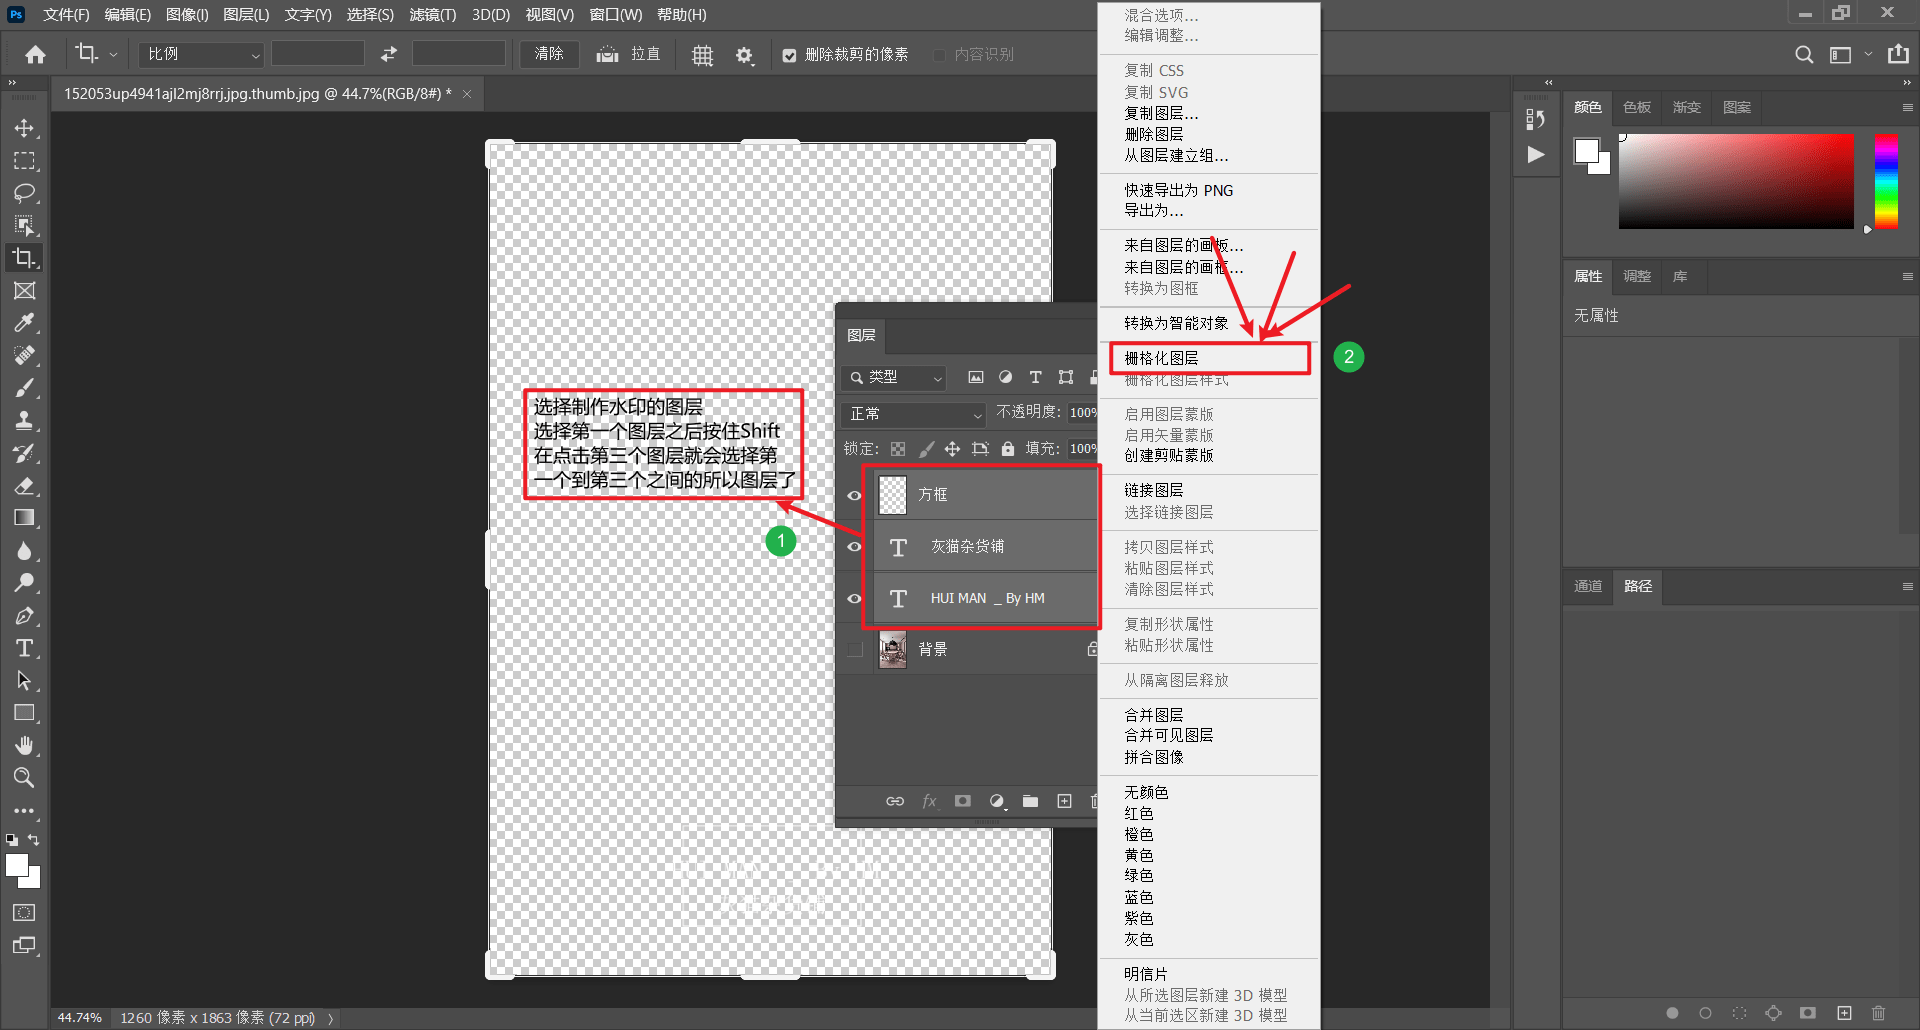 Ps 文件(F) 编辑(E) 图像(I) 图层(L) 文字(Y) 选择(S) 滤镜(T) 3D(D) 视图(V) 窗口(W) 帮助(H)
比例 清除 拉直 删除裁剪的像素 内容识别
152053up4941ajl2mj8rrj.jpg.thumb.jpg @ 44.7%(RGB/8#) * ×
选择制作水印的图层
选择第一个图层之后按住Shift
在点击第三个图层就会选择第
一个到第三个之间的所以图层了
1
图层
类型
正常 不透明度: 100%
锁定: 填充: 100%
方框
T 灰猫杂货铺
T HUI MAN _ By HM
背景
fx
混合选项...
编辑调整...
复制 CSS
复制 SVG
复制图层...
删除图层
从图层建立组...
快速导出为 PNG
导出为...
来自图层的画板...
来自图层的画框...
转换为图框
转换为智能对象
栅格化图层
2
栅格化图层样式
启用图层蒙版
启用矢量蒙版
创建剪贴蒙版
链接图层
选择链接图层
拷贝图层样式
粘贴图层样式
清除图层样式
复制形状属性
粘贴形状属性
从隔离图层释放
合并图层
合并可见图层
拼合图像
无颜色
红色
橙色
黄色
绿色
蓝色
紫色
灰色
明信片
从所选图层新建 3D 模型
从当前选区新建 3D 模型
颜色 色板 渐变 图案
属性 调整 库
无属性
通道 路径
44.74% 1260 像素 x 1863 像素 (72 ppi)